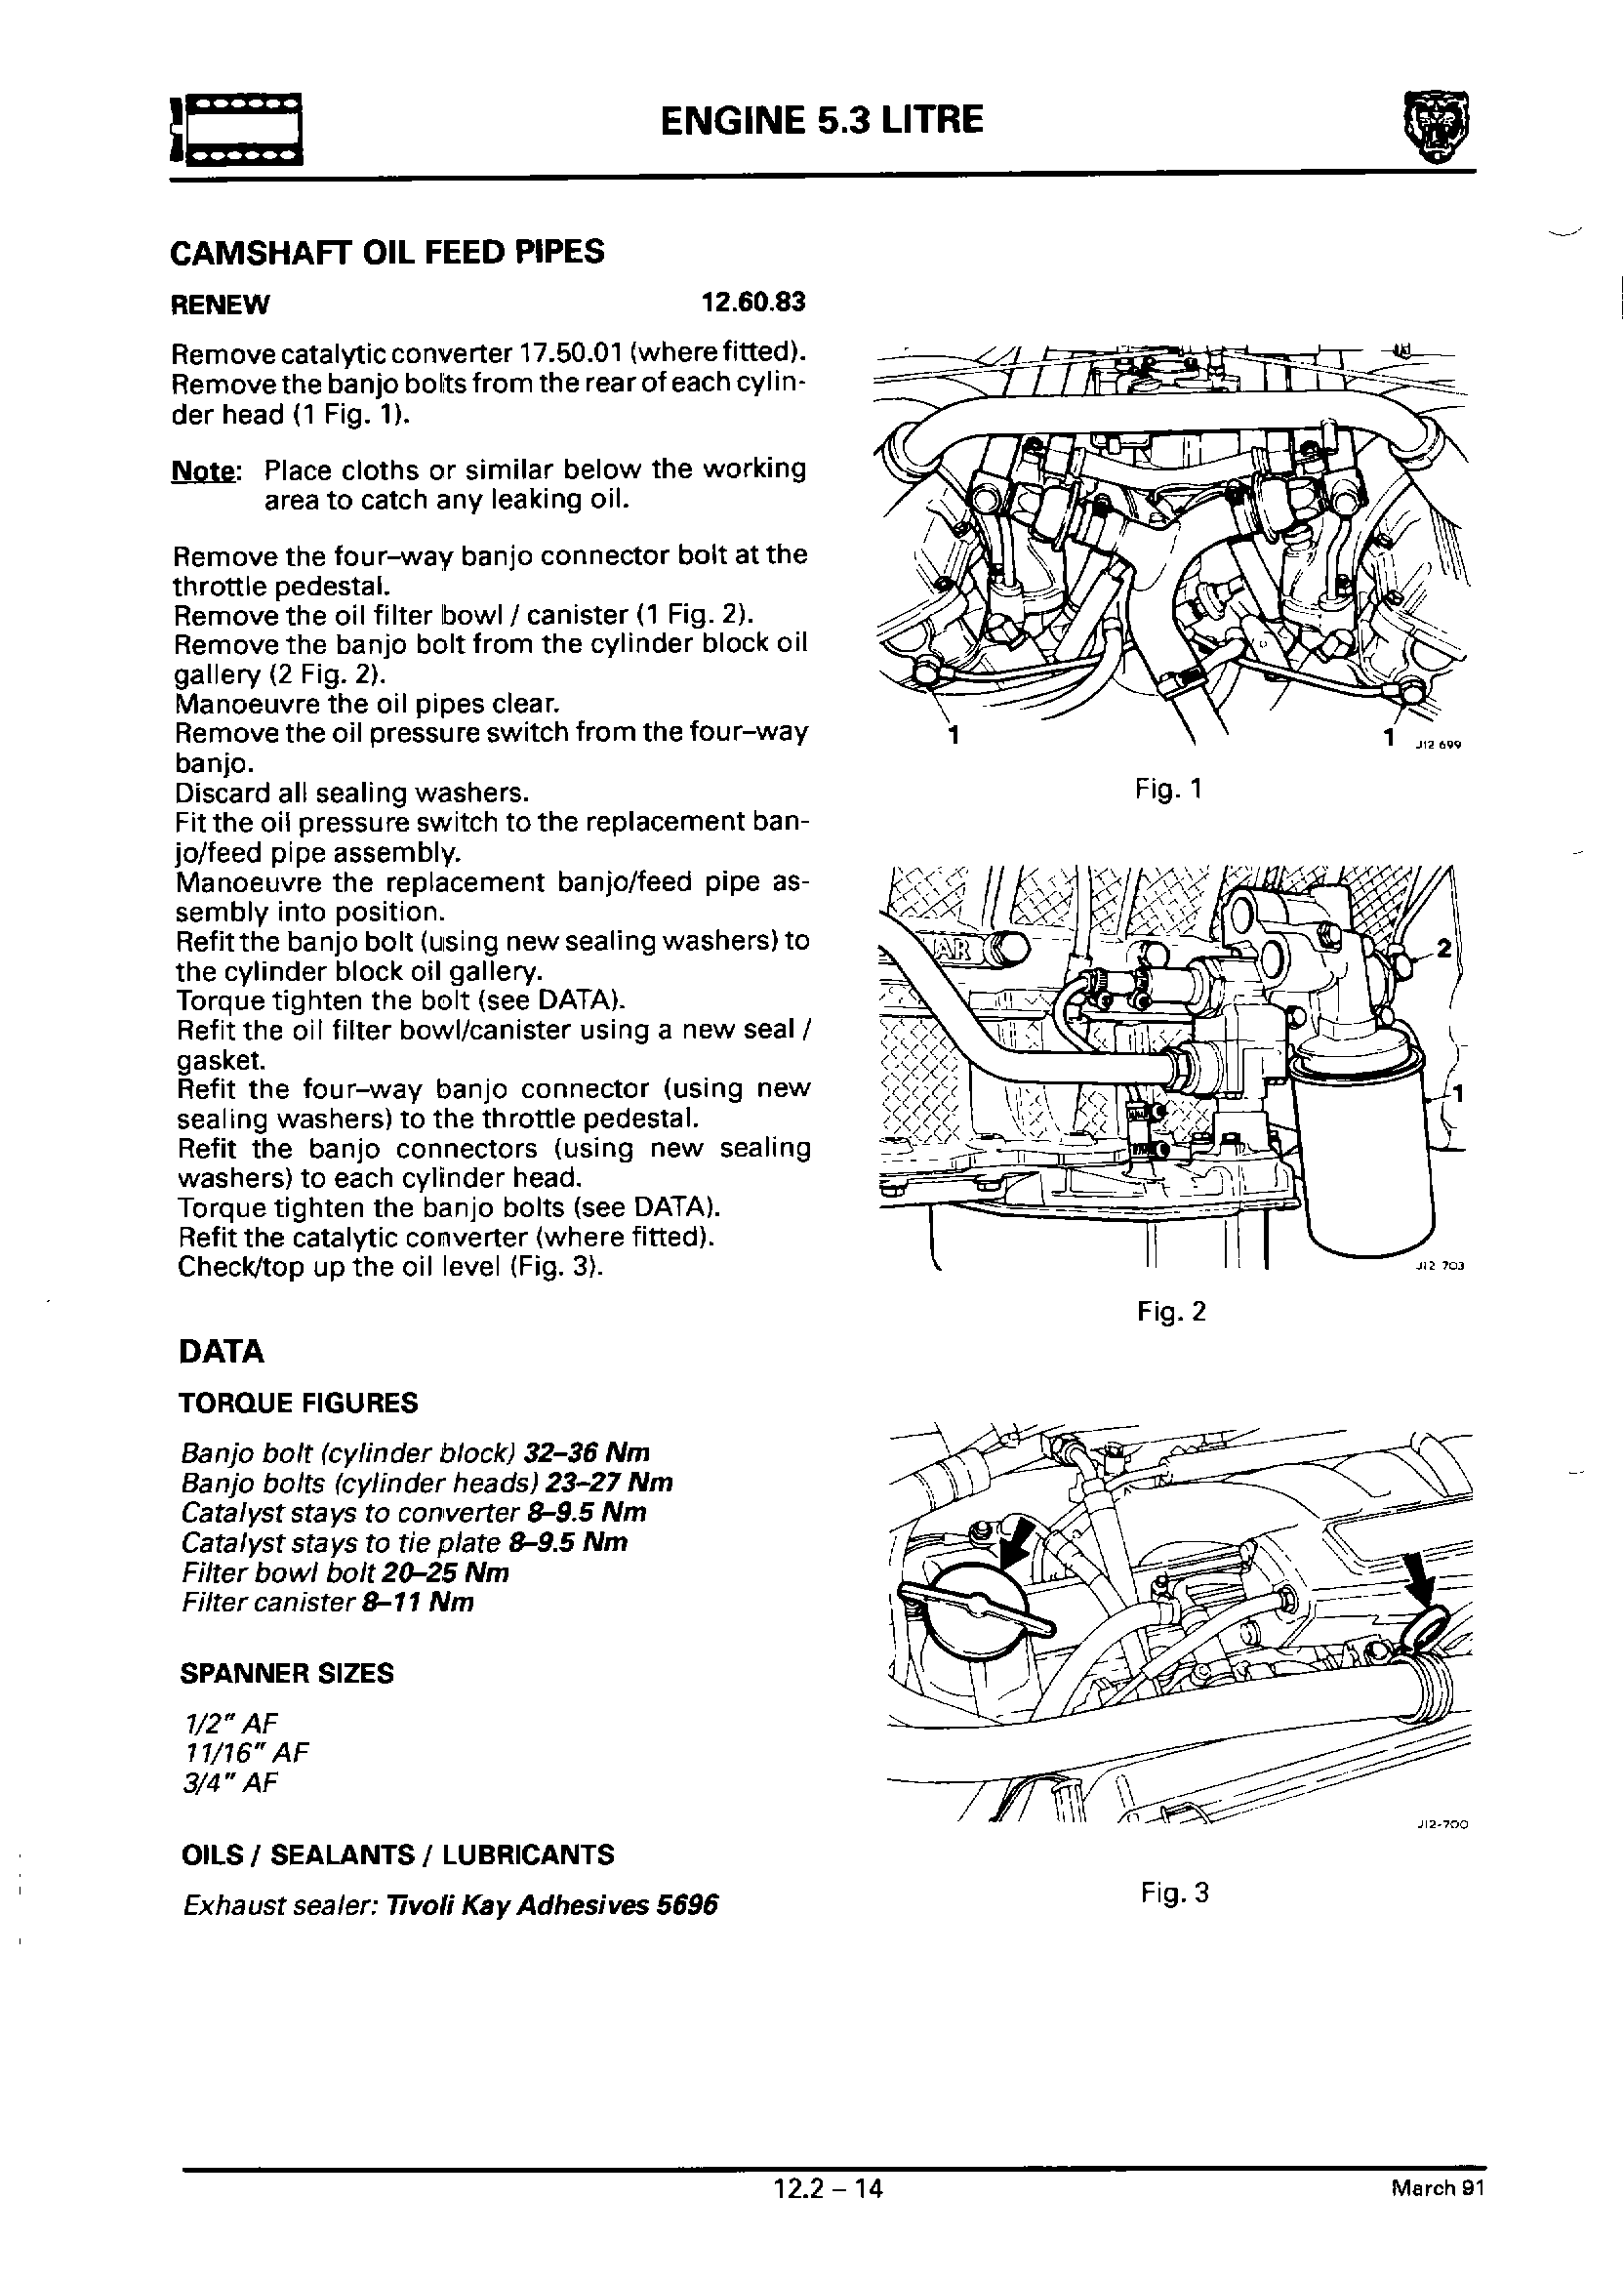 ENGINE 5.3 LITRE
CAMSHAFT OIL FEED PIPES
RENEW 12.60.83
Remove catalytic converter 17.50.01 (where fitted).
Remove the banjo bolts from the rear of each cylin-
der head (1 Fig. 1).
Note: Place cloths or similar below the working
area to catch any leaking oil.
Remove the four–way banjo connector bolt at the
throttle pedestal.
Remove the oil filter bowl / canister (1 Fig. 2).
Remove the banjo bolt from the cylinder block oil
gallery (2 Fig. 2).
Manoeuvre the oil pipes clear.
Remove the oil pressure switch from the four–way
banjo.
Discard all sealing washers.
Fit the oil pressure switch to the replacement ban-
jo/feed pipe assembly.
Manoeuvre the replacement banjo/feed pipe as-
sembly into position.
Refit the banjo bolt (using new sealing washers) to
the cylinder block oil gallery.
Torque tighten the bolt (see DATA).
Refit the oil filter bowl/canister using a new seal /
gasket.
Refit the four–way banjo connector (using new
sealing washers) to the throttle pedestal.
Refit the banjo connectors (using new sealing
washers) to each cylinder head.
Torque tighten the banjo bolts (see DATA).
Refit the catalytic converter (where fitted).
Check/top up the oil level (Fig. 3).
DATA
TORQUE FIGURES
Banjo bolt (cylinder block) 32–36 Nm
Banjo bolts (cylinder heads) 23–27 Nm
Catalyst stays to converter 8–9.5 Nm
Catalyst stays to tie plate 8–9.5 Nm
Filter bowl bolt 20–25 Nm
Filter canister 8–11 Nm
SPANNER SIZES
1/2" AF
11/16" AF
3/4" AF
OILS / SEALANTS / LUBRICANTS
Exhaust sealer: Tivoli Kay Adhesives 5696
1
1
J12 699
Fig. 1
AR
2
1
J12 703
Fig. 2
J12-700
Fig. 3
12.2 – 14
March 91